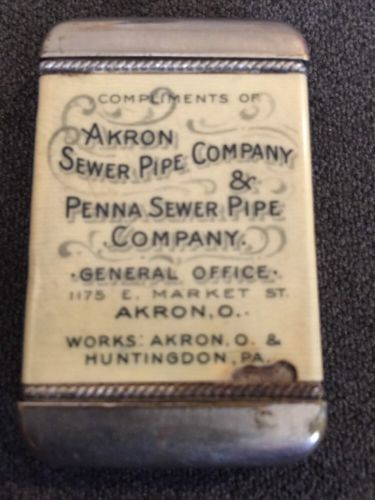 COMPLIMENTS OF
AKRON
SEWER PIPE COMPANY
&
PENNA SEWER PIPE
COMPANY.
·GENERAL OFFICE·
1175 E. MARKET ST.
AKRON, O.
WORKS: AKRON, O. &
HUNTINGDON, PA.